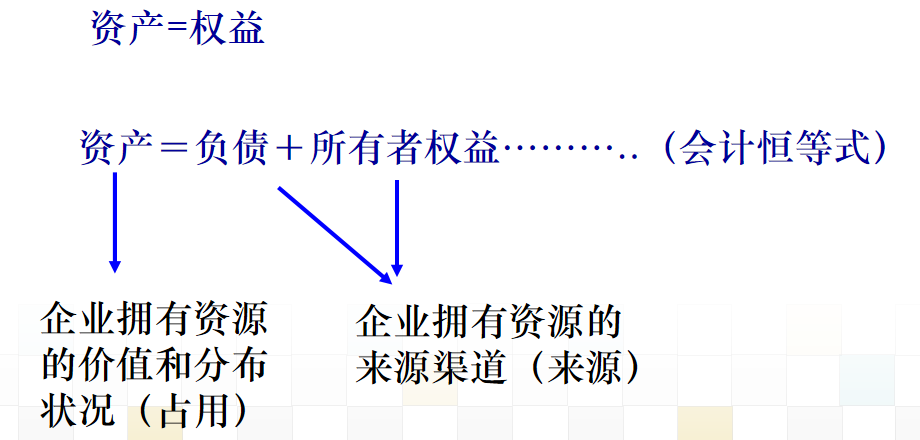 资产=权益
资产＝负债＋所有者权益………..（会计恒等式）
企业拥有资源
的价值和分布
状况（占用）
企业拥有资源的
来源渠道（来源）